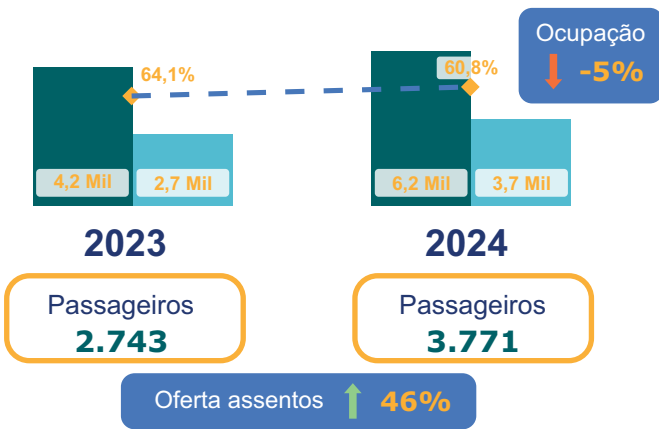 Ocupação
-5%
64,1%
60,8%
4,2 Mil
2,7 Mil
6,2 Mil
3,7 Mil
2023
2024
Passageiros
2.743
Passageiros
3.771
Oferta assentos 46%